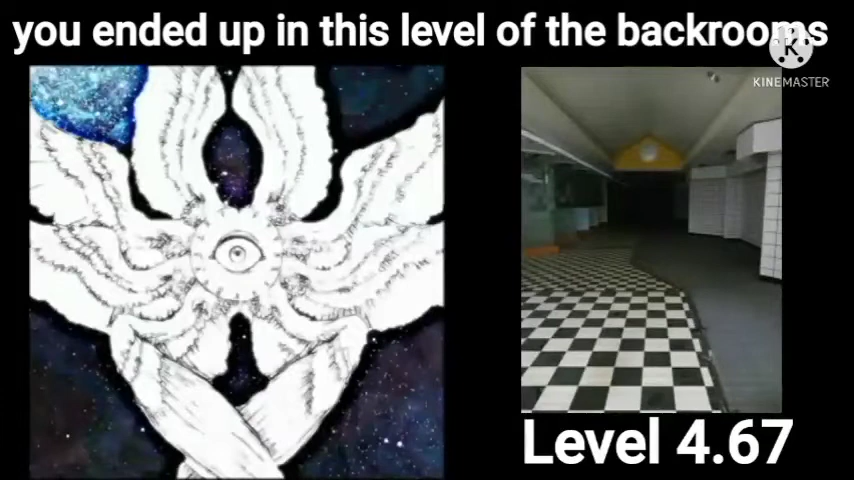 you ended up in this level of the backrooms
K
KINEMASTER
Level 4.67